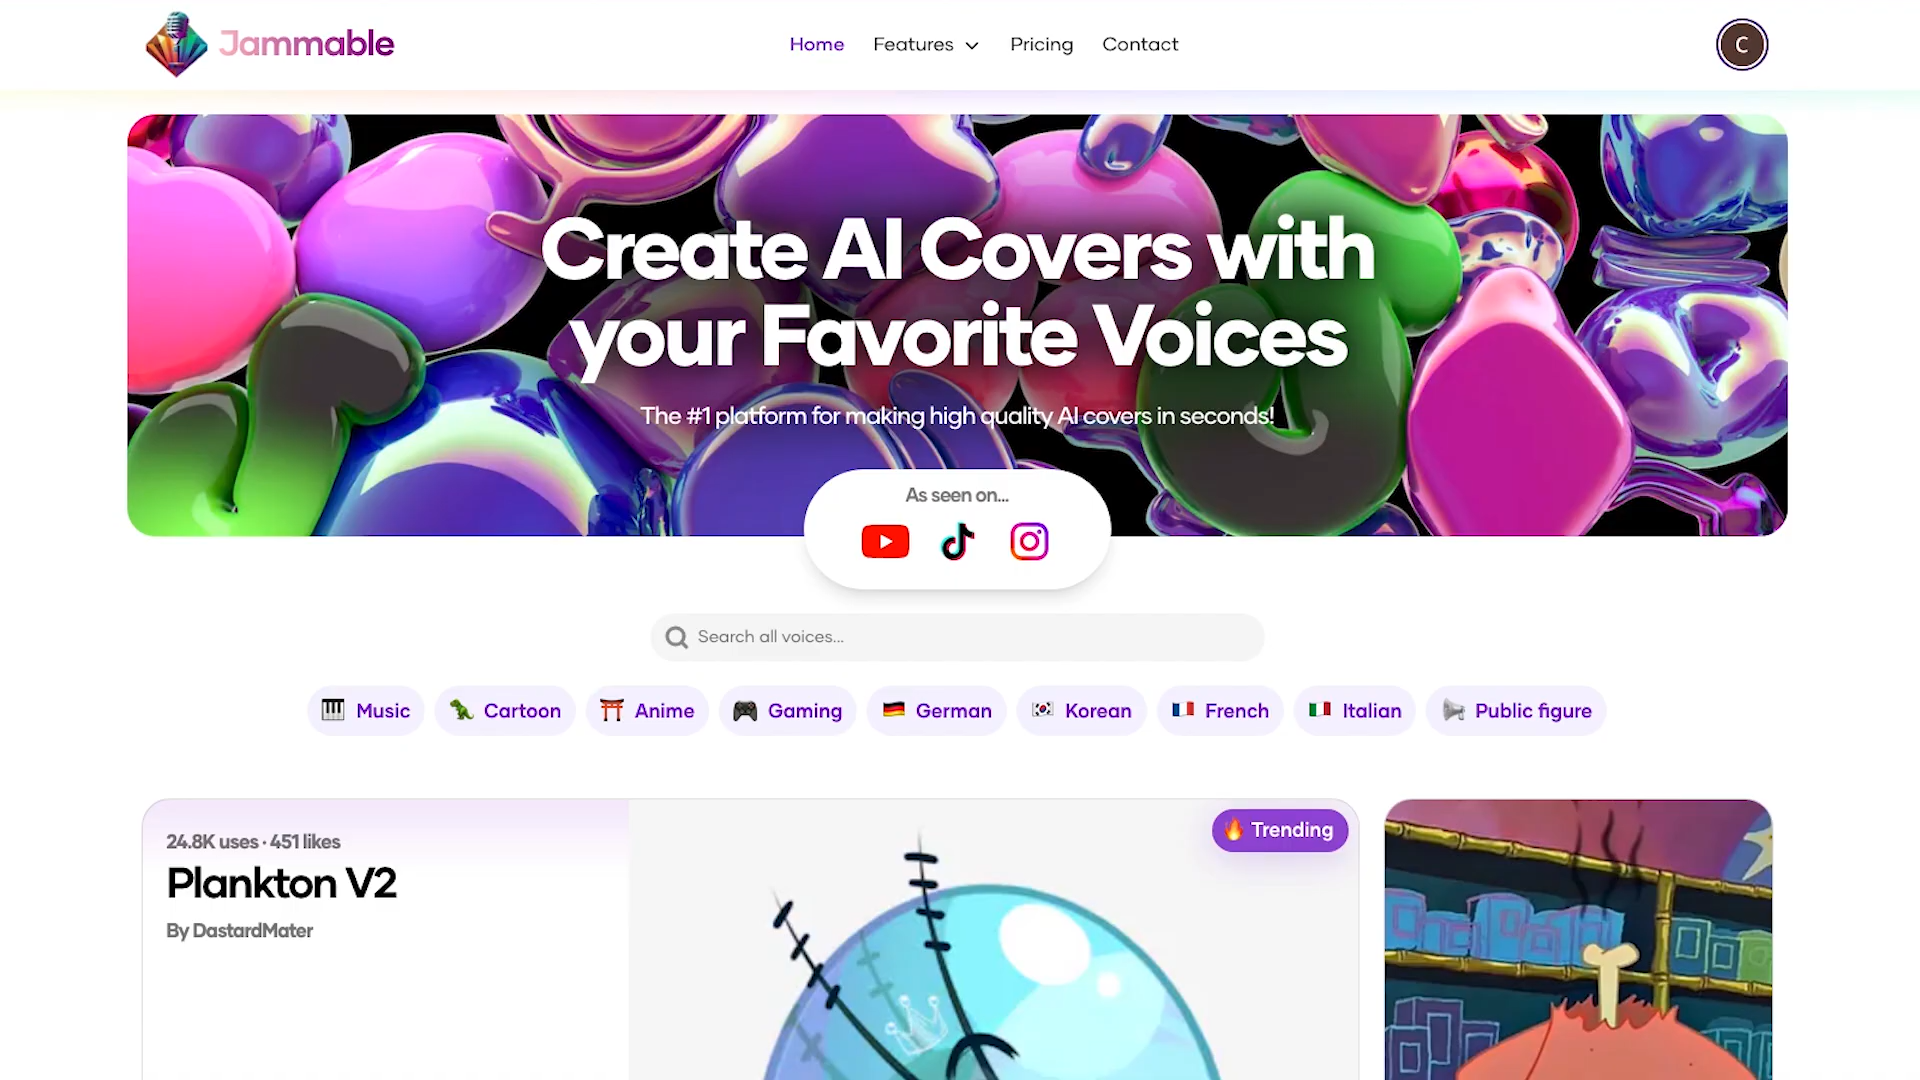 Jammable
Home
Features
Pricing
Contact
C
Create AI Covers with
your Favorite Voices
The #1 platform for making high quality AI covers in seconds!
As seen on...
Search all voices...
Music
Cartoon
Anime
Gaming
German
Korean
French
Italian
Public figure
24.8K uses · 451 likes
Plankton V2
By DastardMater
Trending